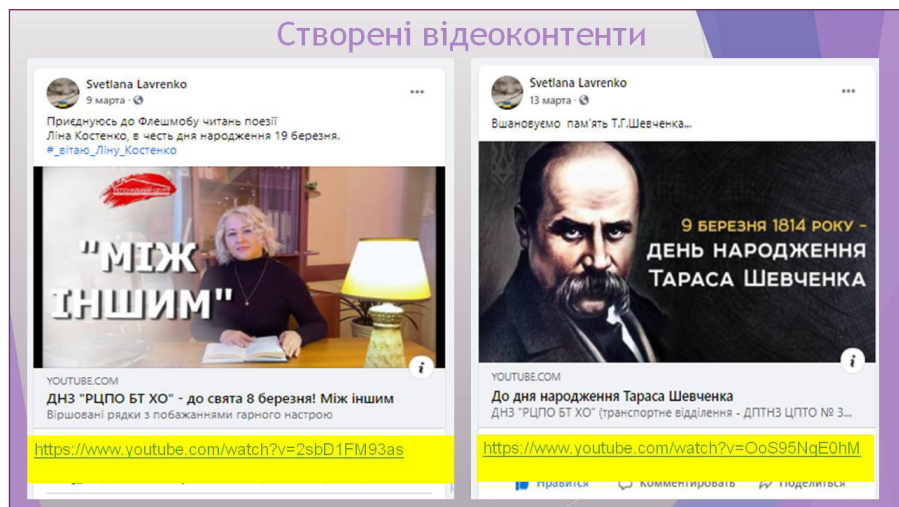 Створені відеоконтенти
Svetlana Lavrenko
9 марта
Приєднуюсь до Флешмобу читань поезії
Ліна Костенко, в честь дня народження 19 березня.
#_вітаю_Ліну_Костенко
"МІЖ
ІНШИМ"
YOUTUBE.COM
ДНЗ "РЦПО БТ ХО" - до свята 8 березня! Між іншим
Віршовані рядки з побажаннями гарного настрою
https://www.youtube.com/watch?v=2sbD1FM93as
Svetlana Lavrenko
13 марта
Вшановуємо пам'ять Т.Г.Шевченка...
9 БЕРЕЗНЯ 1814 РОКУ -
ДЕНЬ НАРОДЖЕННЯ
ТАРАСА ШЕВЧЕНКА
YOUTUBE.COM
До дня народження Тараса Шевченка
ДНЗ "РЦПО БТ ХО" (транспортне відділення - ДПТНЗ ЦПТО № 3...
https://www.youtube.com/watch?v=OoS95NqE0hM
Нравится Комментировать Поделиться